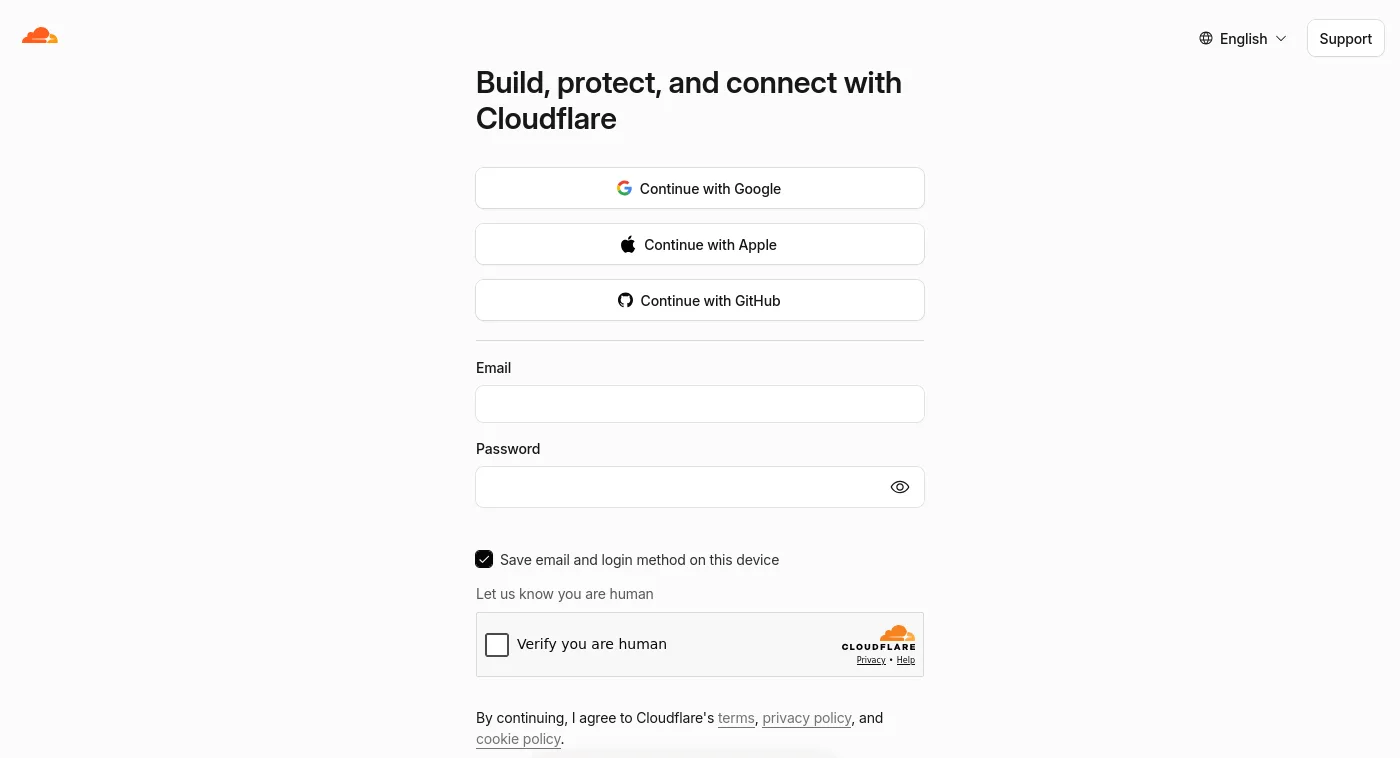 English
Support
Build, protect, and connect with
Cloudflare
Continue with Google
Continue with Apple
Continue with GitHub
Email
Password
Save email and login method on this device
Let us know you are human
Verify you are human
CLOUDFLARE
Privacy • Help
By continuing, I agree to Cloudflare's terms, privacy policy, and
cookie policy.